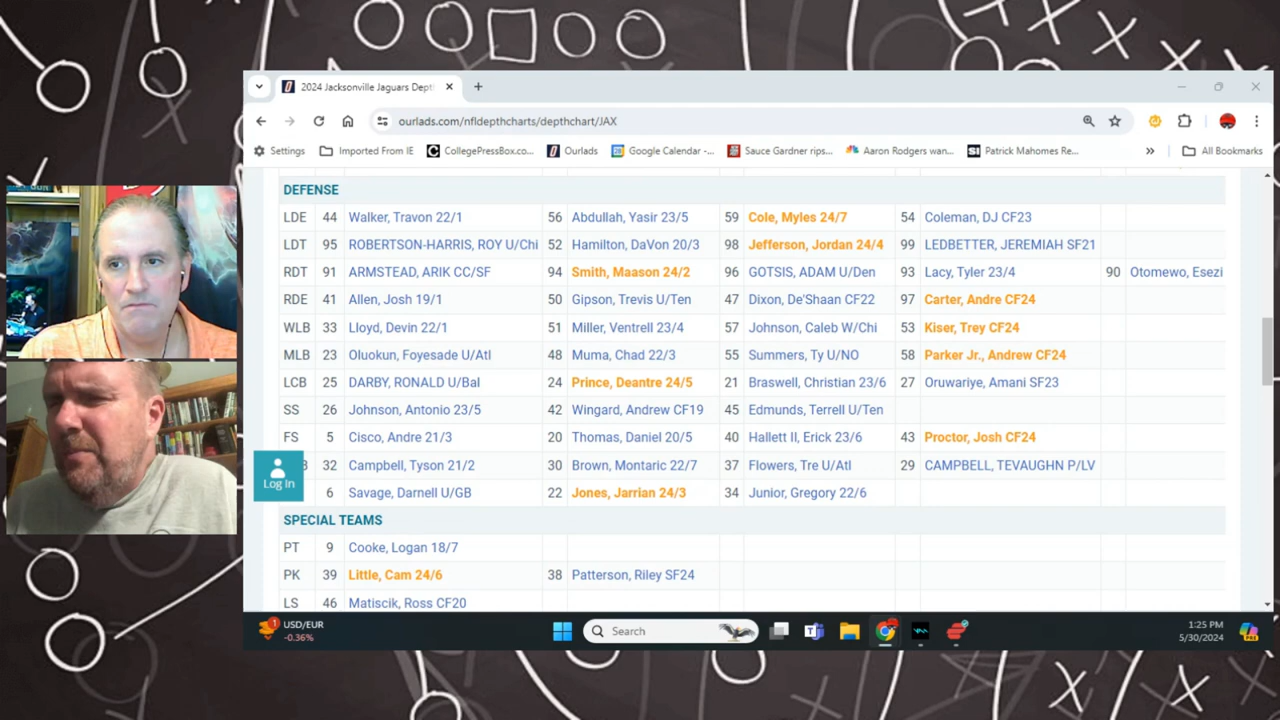 2024 Jacksonville Jaguars Dept
ourlads.com/nfldepthcharts/depthchart/JAX
Settings Imported From IE CollegePressBox.co... Ourlads Google Calendar -... Sauce Gardner rips... Aaron Rodgers wan... Patrick Mahomes Re... » All Bookmarks
DEFENSE
LDE 44 Walker, Travon 22/1 56 Abdullah, Yasir 23/5 59 Cole, Myles 24/7 54 Coleman, DJ CF23
LDT 95 ROBERTSON-HARRIS, ROY U/Chi 52 Hamilton, DaVon 20/3 98 Jefferson, Jordan 24/4 99 LEDBETTER, JEREMIAH SF21
RDT 91 ARMSTEAD, ARIK CC/SF 94 Smith, Maason 24/2 96 GOTSIS, ADAM U/Den 93 Lacy, Tyler 23/4 90 Otomewo, Esezi
RDE 41 Allen, Josh 19/1 50 Gipson, Trevis U/Ten 47 Dixon, De'Shaan CF22 97 Carter, Andre CF24
WLB 33 Lloyd, Devin 22/1 51 Miller, Ventrell 23/4 57 Johnson, Caleb W/Chi 53 Kiser, Trey CF24
MLB 23 Oluokun, Foyesade U/Atl 48 Muma, Chad 22/3 55 Summers, Ty U/NO 58 Parker Jr., Andrew CF24
LCB 25 DARBY, RONALD U/Bal 24 Prince, Deantre 24/5 21 Braswell, Christian 23/6 27 Oruwariye, Amani SF23
SS 26 Johnson, Antonio 23/5 42 Wingard, Andrew CF19 45 Edmunds, Terrell U/Ten
FS 5 Cisco, Andre 21/3 20 Thomas, Daniel 20/5 40 Hallett II, Erick 23/6 43 Proctor, Josh CF24
32 Campbell, Tyson 21/2 30 Brown, Montaric 22/7 37 Flowers, Tre U/Atl 29 CAMPBELL, TEVAUGHN P/LV
Log In
6 Savage, Darnell U/GB 22 Jones, Jarrian 24/3 34 Junior, Gregory 22/6
SPECIAL TEAMS
PT 9 Cooke, Logan 18/7
PK 39 Little, Cam 24/6 38 Patterson, Riley SF24
LS 46 Matiscik, Ross CF20
1 USD/EUR
-0.36%
Search
1:25 PM
5/30/2024